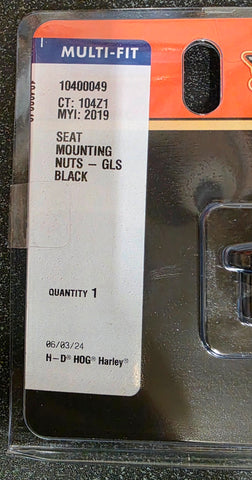 MULTI-FIT
10400049
CT: 104Z1
MYI: 2019
SEAT
MOUNTING
NUTS – GLS
BLACK
QUANTITY 1
06/03/24
H–D® HOG® Harley®